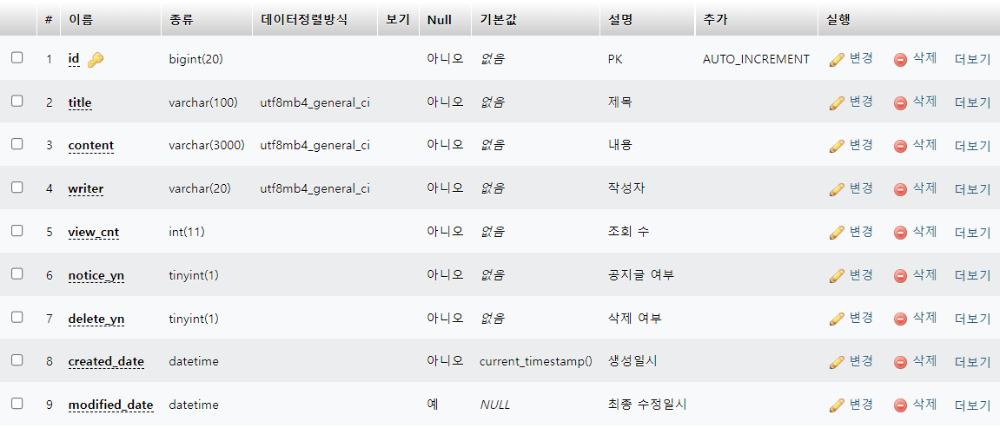 # 이름 종류 데이터정렬방식 보기 Null 기본값 설명 추가 실행
1 id bigint(20) 아니오 없음 PK AUTO_INCREMENT 변경 삭제 더보기
2 title varchar(100) utf8mb4_general_ci 아니오 없음 제목 변경 삭제 더보기
3 content varchar(3000) utf8mb4_general_ci 아니오 없음 내용 변경 삭제 더보기
4 writer varchar(20) utf8mb4_general_ci 아니오 없음 작성자 변경 삭제 더보기
5 view_cnt int(11) 아니오 없음 조회 수 변경 삭제 더보기
6 notice_yn tinyint(1) 아니오 없음 공지글 여부 변경 삭제 더보기
7 delete_yn tinyint(1) 아니오 없음 삭제 여부 변경 삭제 더보기
8 created_date datetime 아니오 current_timestamp() 생성일시 변경 삭제 더보기
9 modified_date datetime 예 NULL 최종 수정일시 변경 삭제 더보기